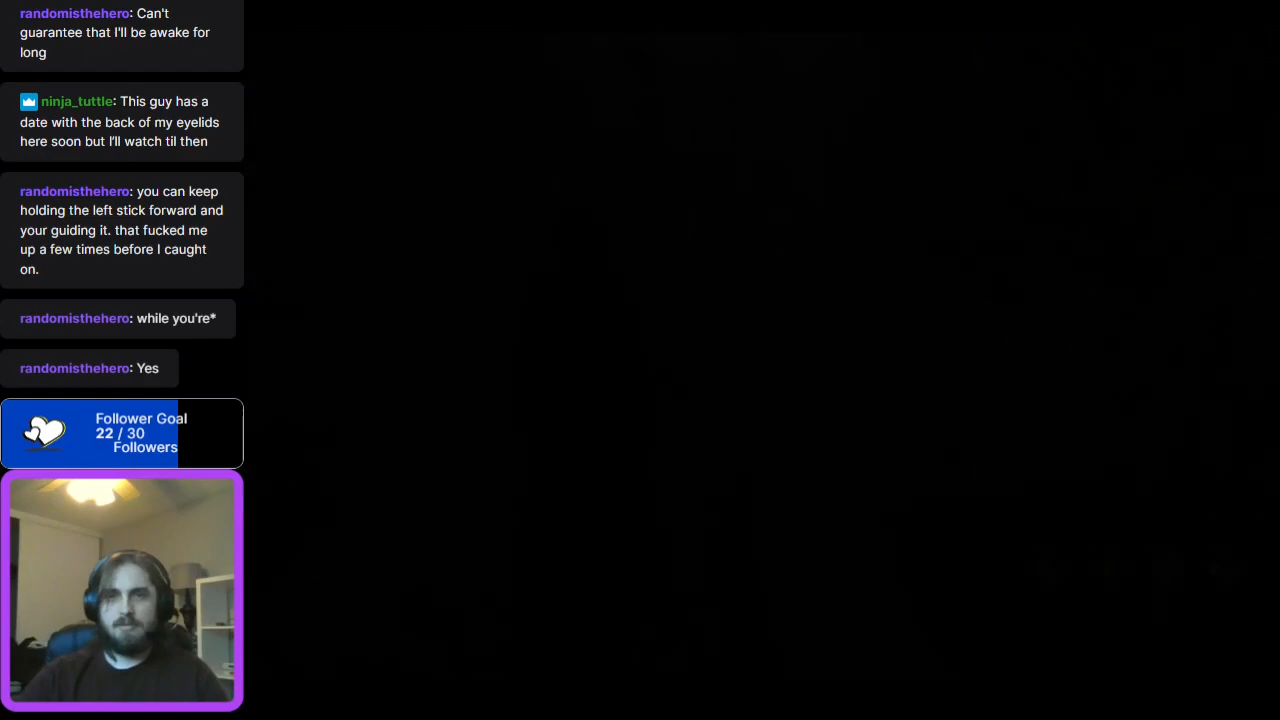 randomisthehero: Can't
guarantee that I'll be awake for
long
ninja_tuttle: This guy has a
date with the back of my eyelids
here soon but I'll watch til then
randomisthehero: you can keep
holding the left stick forward and
your guiding it. that fucked me
up a few times before I caught
on.
randomisthehero: while you're*
randomisthehero: Yes
Follower Goal
22 / 30
Followers